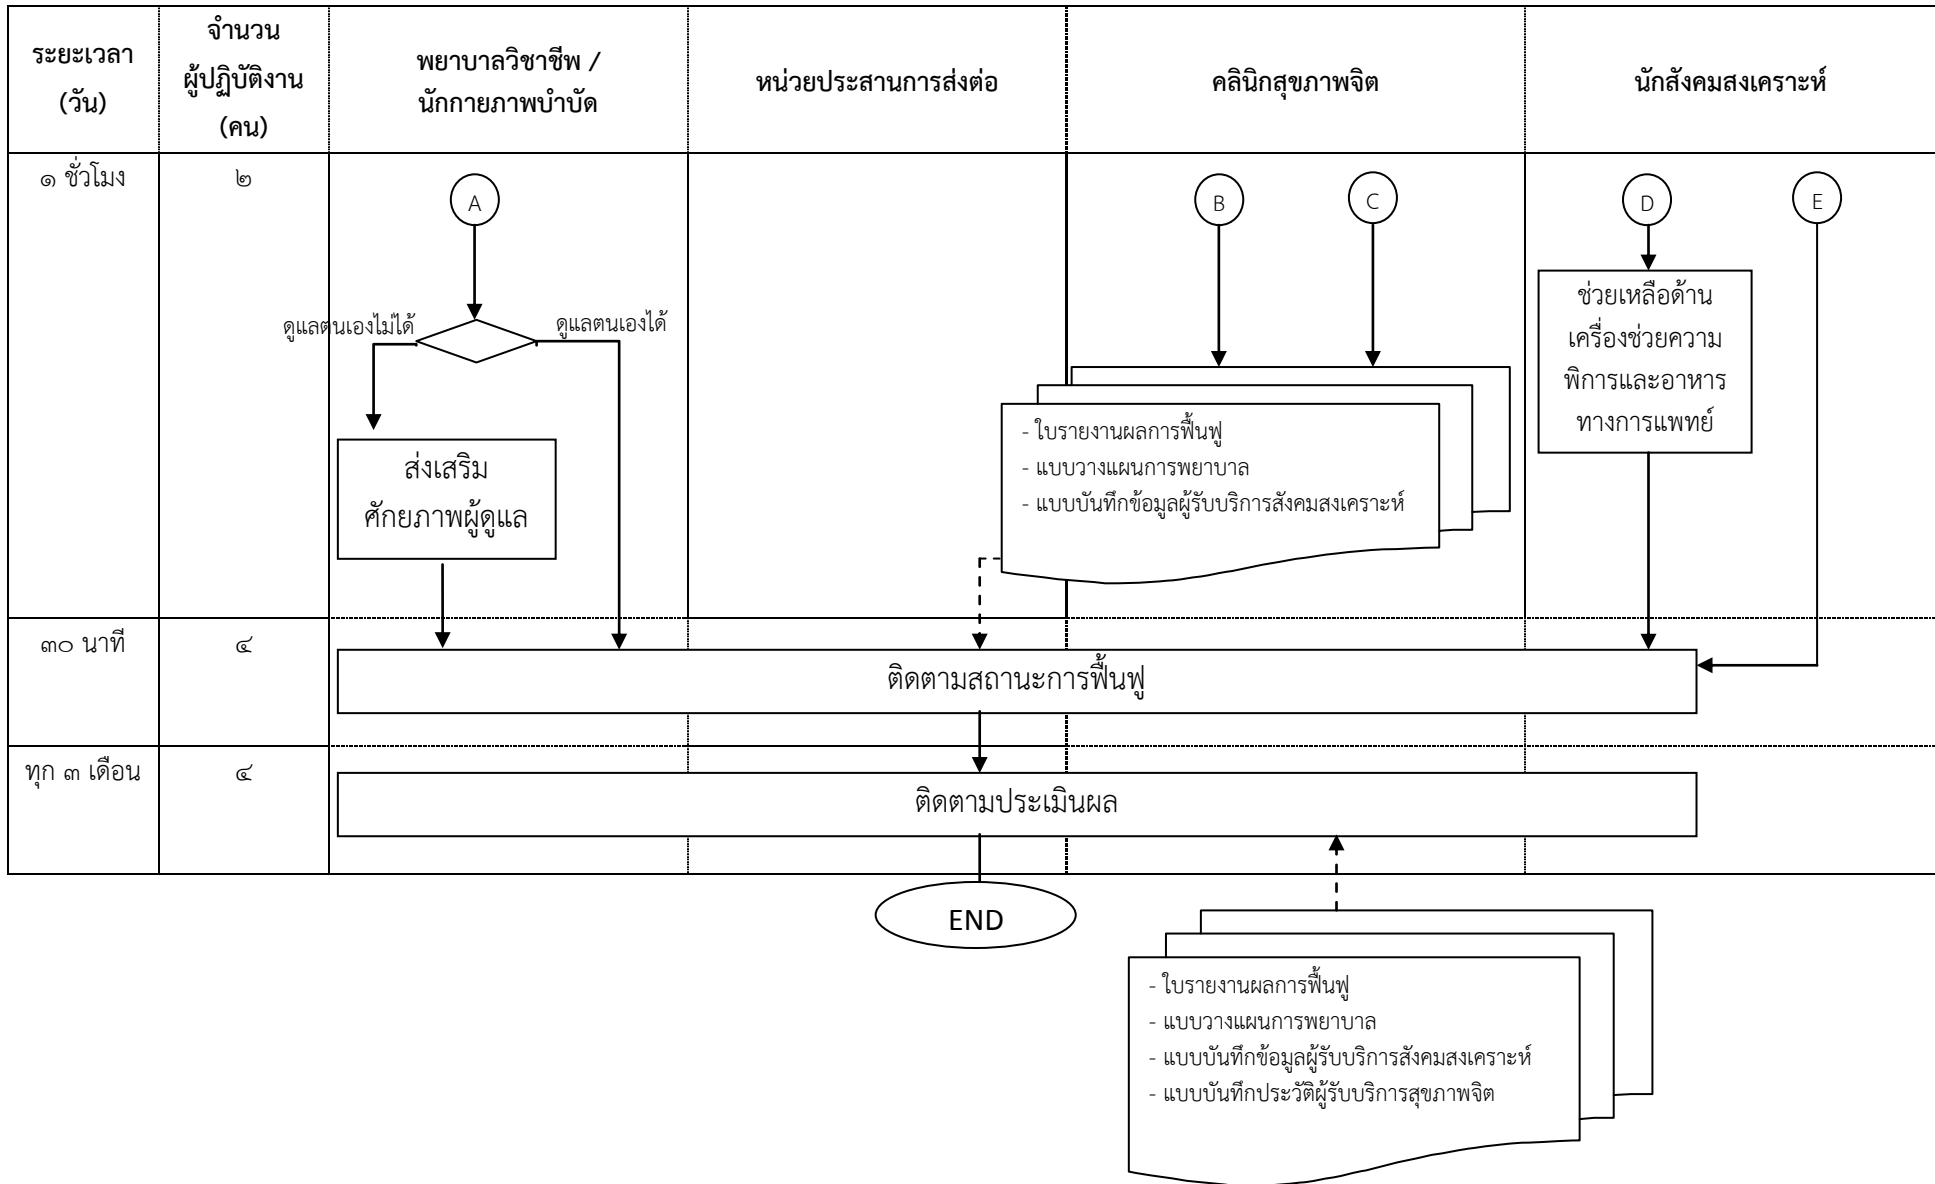 ระยะเวลา
(วัน)
จำนวน
ผู้ปฏิบัติงาน
(คน)
พยาบาลวิชาชีพ /
นักกายภาพบำบัด
หน่วยประสานการส่งต่อ
คลินิกสุขภาพจิต
นักสังคมสงเคราะห์
๑ ชั่วโมง
๒
A
B
C
D
E
ดูแลตนเองไม่ได้
ดูแลตนเองได้
ส่งเสริม
ศักยภาพผู้ดูแล
- ใบรายงานผลการฟื้นฟู
- แบบวางแผนการพยาบาล
- แบบบันทึกข้อมูลผู้รับบริการสังคมสงเคราะห์
ช่วยเหลือด้าน
เครื่องช่วยความ
พิการและอาหาร
ทางการแพทย์
๓๐ นาที
๔
ติดตามสถานะการฟื้นฟู
ทุก ๓ เดือน
๔
ติดตามประเมินผล
END
- ใบรายงานผลการฟื้นฟู
- แบบวางแผนการพยาบาล
- แบบบันทึกข้อมูลผู้รับบริการสังคมสงเคราะห์
- แบบบันทึกประวัติผู้รับบริการสุขภาพจิต